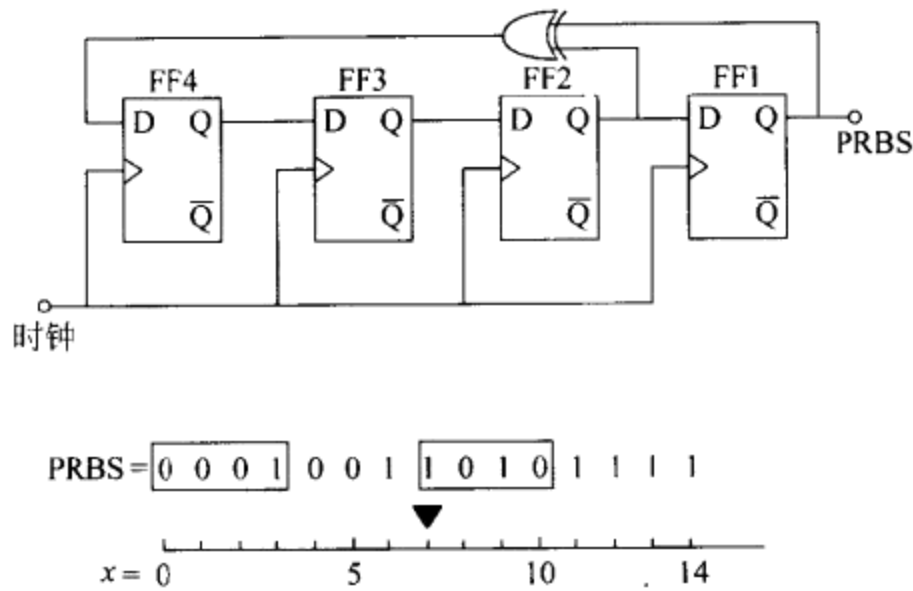 FF4 FF3 FF2 FF1
D Q D Q D Q D Q
PRBS
Q̅ Q̅ Q̅ Q̅
时钟
PRBS = 0 0 0 1 0 0 1 1 0 1 0 1 1 1 1
x = 0 5 10 14